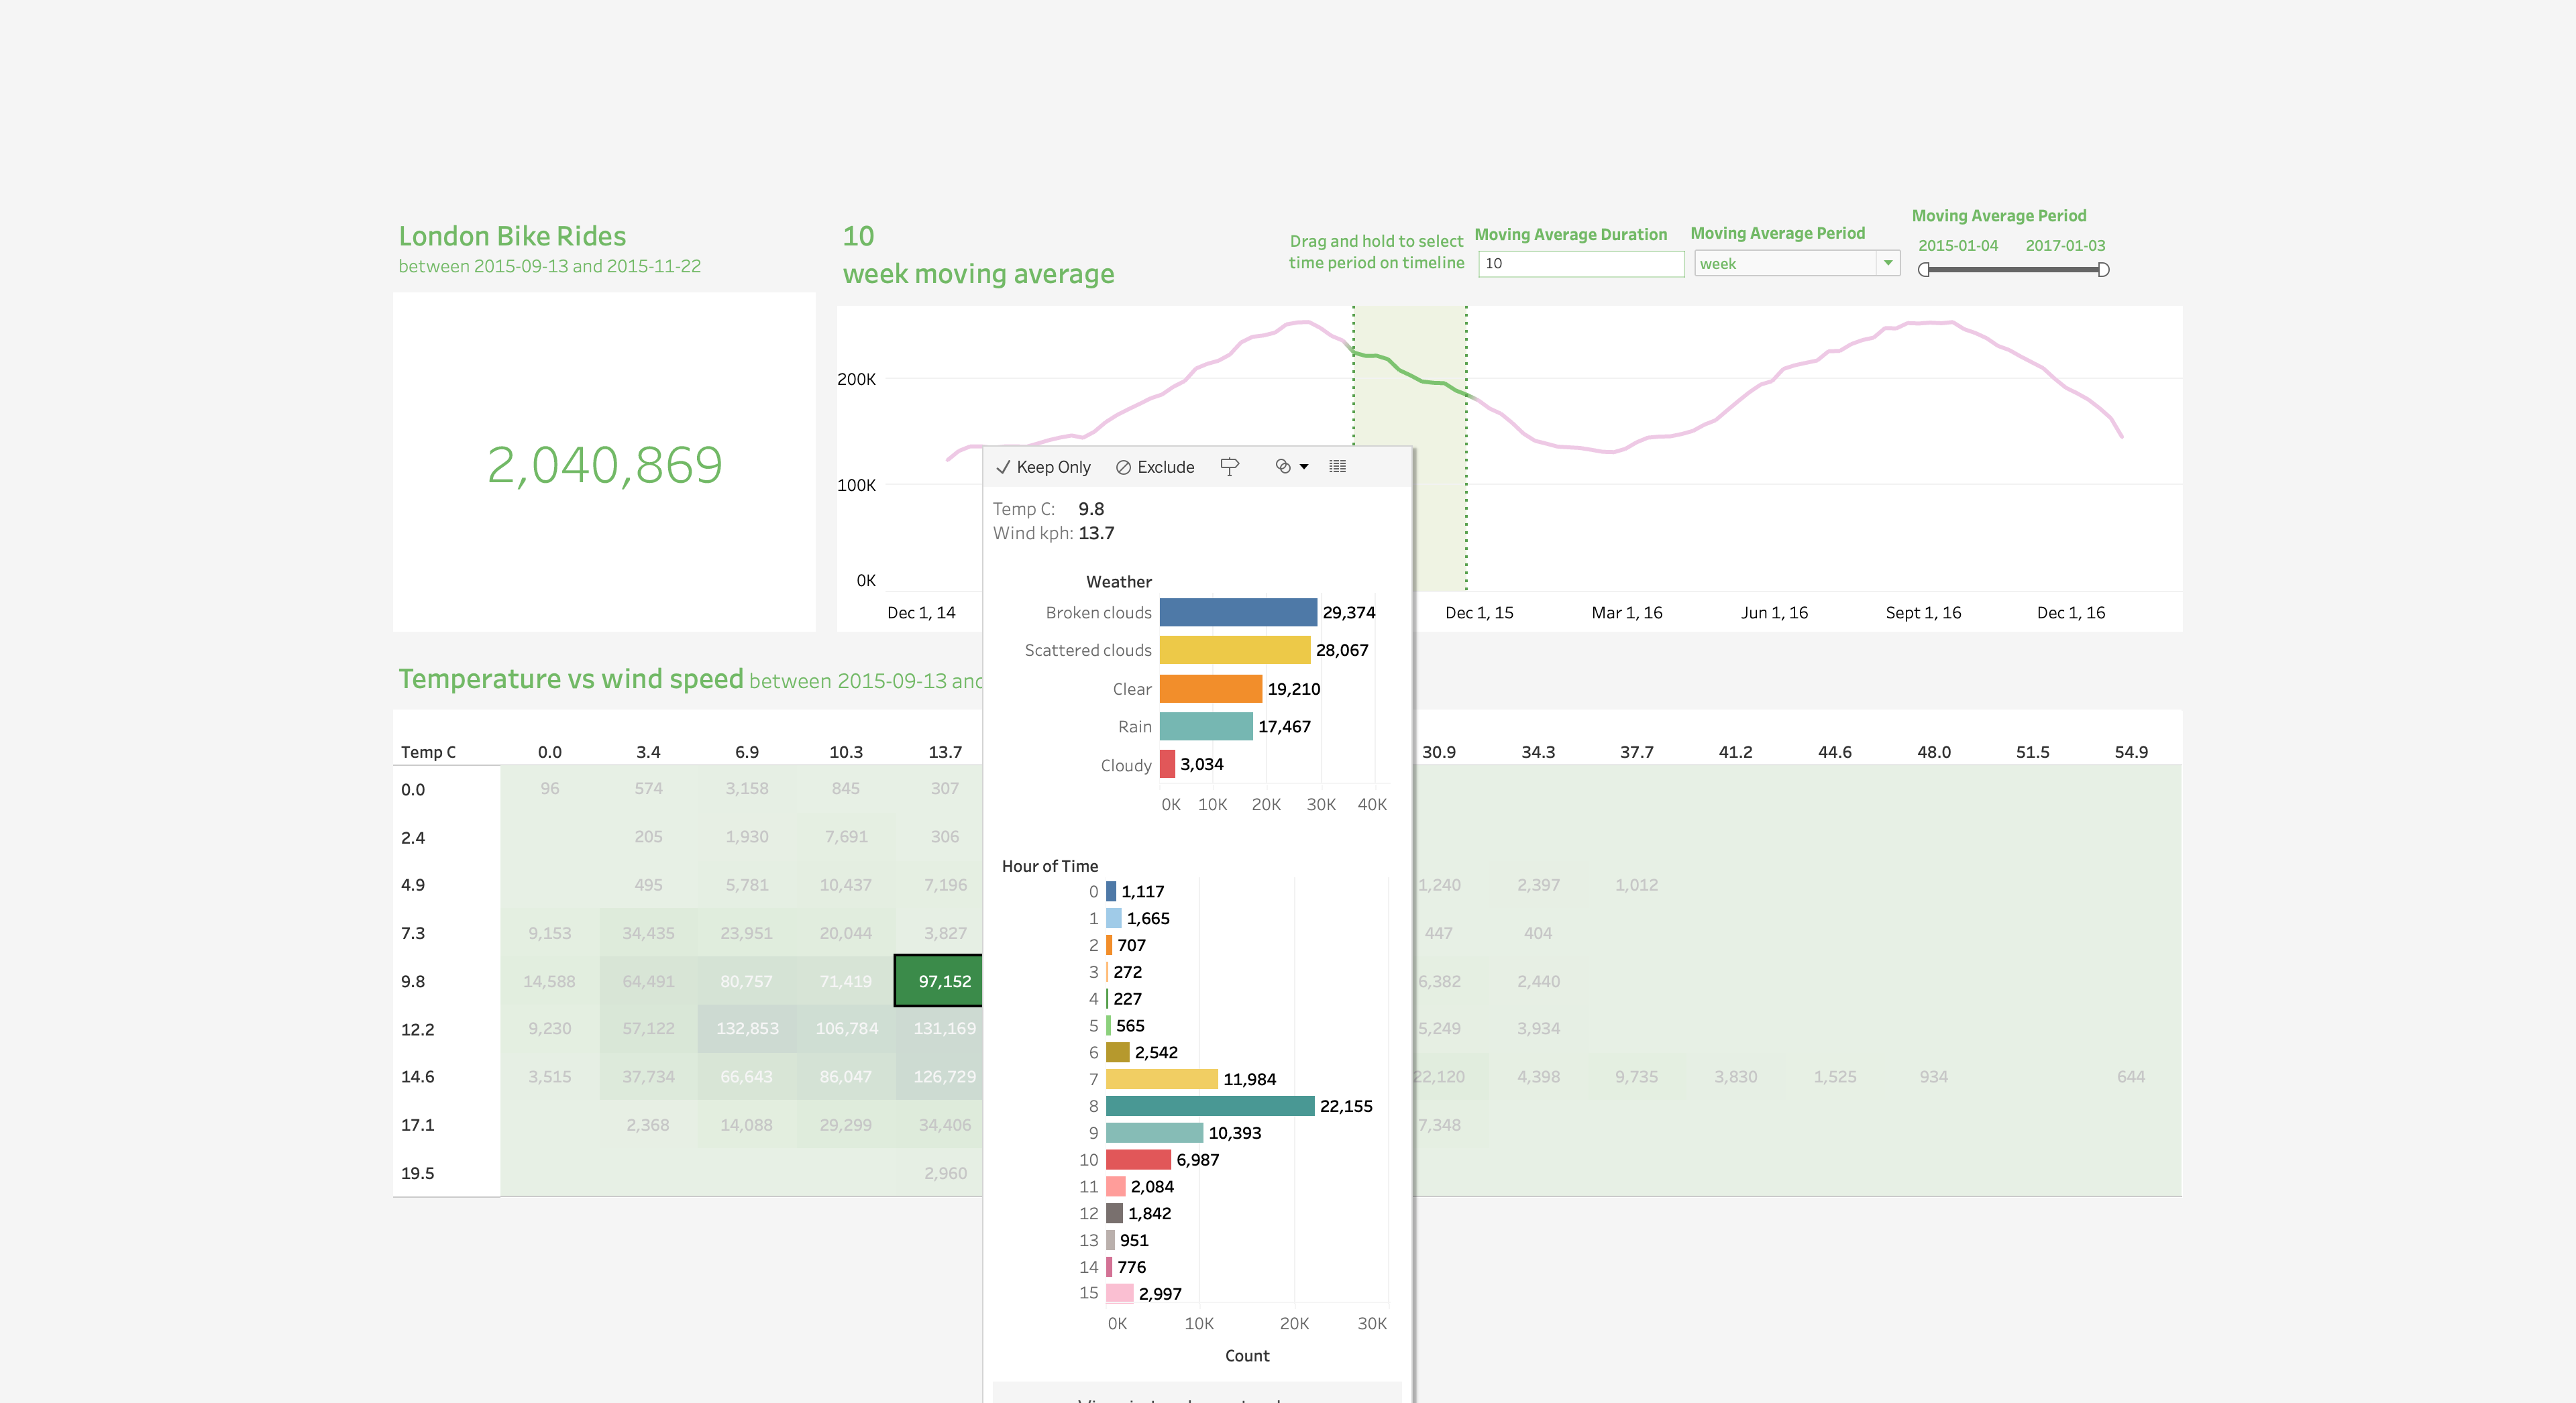 London Bike Rides
between 2015-09-13 and 2015-11-22
2,040,869
10
week moving average
Drag and hold to select
time period on timeline
Moving Average Duration
10
Moving Average Period
week
Moving Average Period
2015-01-04 2017-01-03
200K
100K
0K
Dec 1, 14 Dec 1, 15 Mar 1, 16 Jun 1, 16 Sept 1, 16 Dec 1, 16
Keep Only Exclude
Temp C: 9.8
Wind kph: 13.7
Weather
Broken clouds 29,374
Scattered clouds 28,067
Clear 19,210
Rain 17,467
Cloudy 3,034
0K 10K 20K 30K 40K
Hour of Time
0 1,117
1 1,665
2 707
3 272
4 227
5 565
6 2,542
7 11,984
8 22,155
9 10,393
10 6,987
11 2,084
12 1,842
13 951
14 776
15 2,997
0K 10K 20K 30K
Count
Temperature vs wind speed between 2015-09-13 and
Temp C 0.0 3.4 6.9 10.3 13.7 30.9 34.3 37.7 41.2 44.6 48.0 51.5 54.9
0.0 96 574 3,158 845 307
2.4 205 1,930 7,691 306
4.9 495 5,781 10,437 7,196 1,240 2,397 1,012
7.3 9,153 34,435 23,951 20,044 3,827 447 404
9.8 14,588 64,491 80,757 71,419 97,152 6,382 2,440
12.2 9,230 57,122 132,853 106,784 131,169 5,249 3,934
14.6 3,515 37,734 66,643 86,047 126,729 22,120 4,398 9,735 3,830 1,525 934 644
17.1 2,368 14,088 29,299 34,406 7,348
19.5 2,960